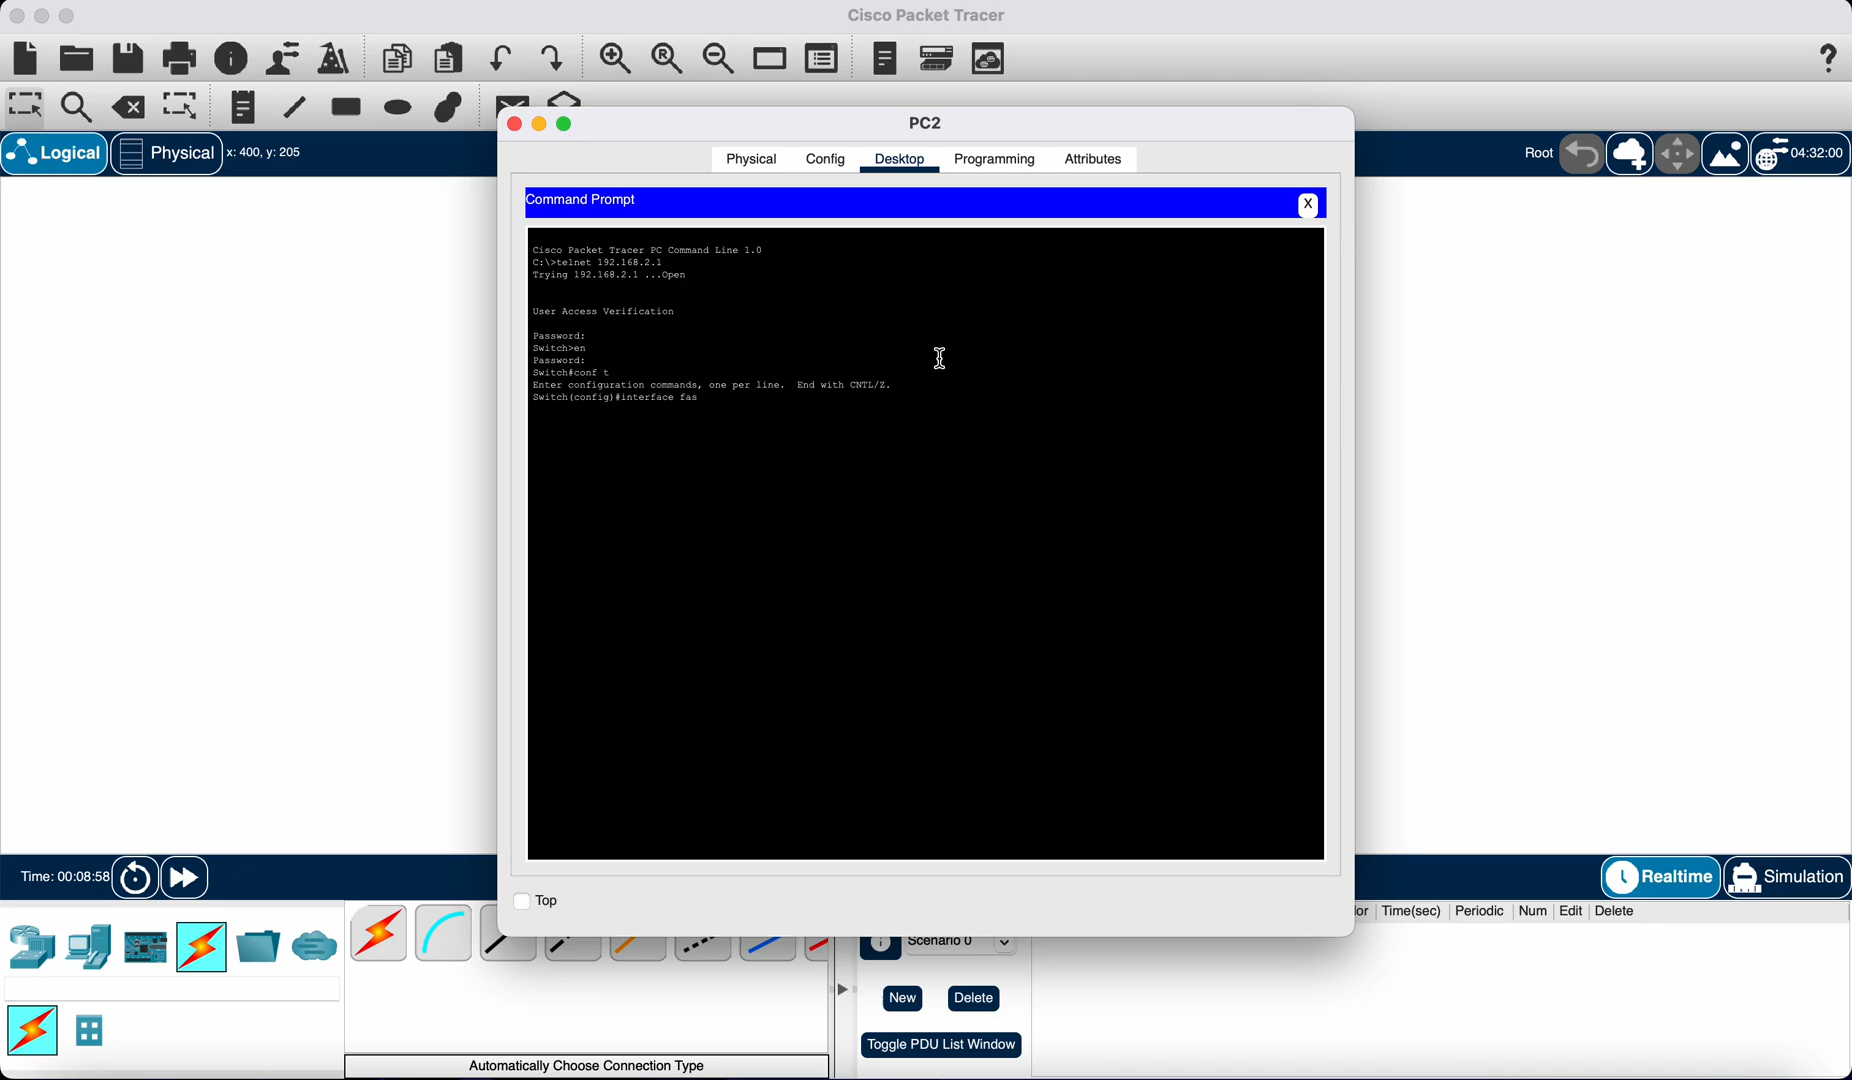 Cisco Packet Tracer
Logical
Physical
x: 400, y: 205
Root
04:32:00
PC2
Physical
Config
Desktop
Programming
Attributes
Command Prompt
X
Cisco Packet Tracer PC Command Line 1.0
C:\>telnet 192.168.2.1
Trying 192.168.2.1 ...Open
User Access Verification
Password:
Switch>en
Password:
Switch#conf t
Enter configuration commands, one per line.  End with CNTL/Z.
Switch(config)#interface fas
Top
Time: 00:08:58
Realtime
Simulation
Time(sec)
Periodic
Num
Edit
Delete
Scenario 0
New
Delete
Toggle PDU List Window
Automatically Choose Connection Type